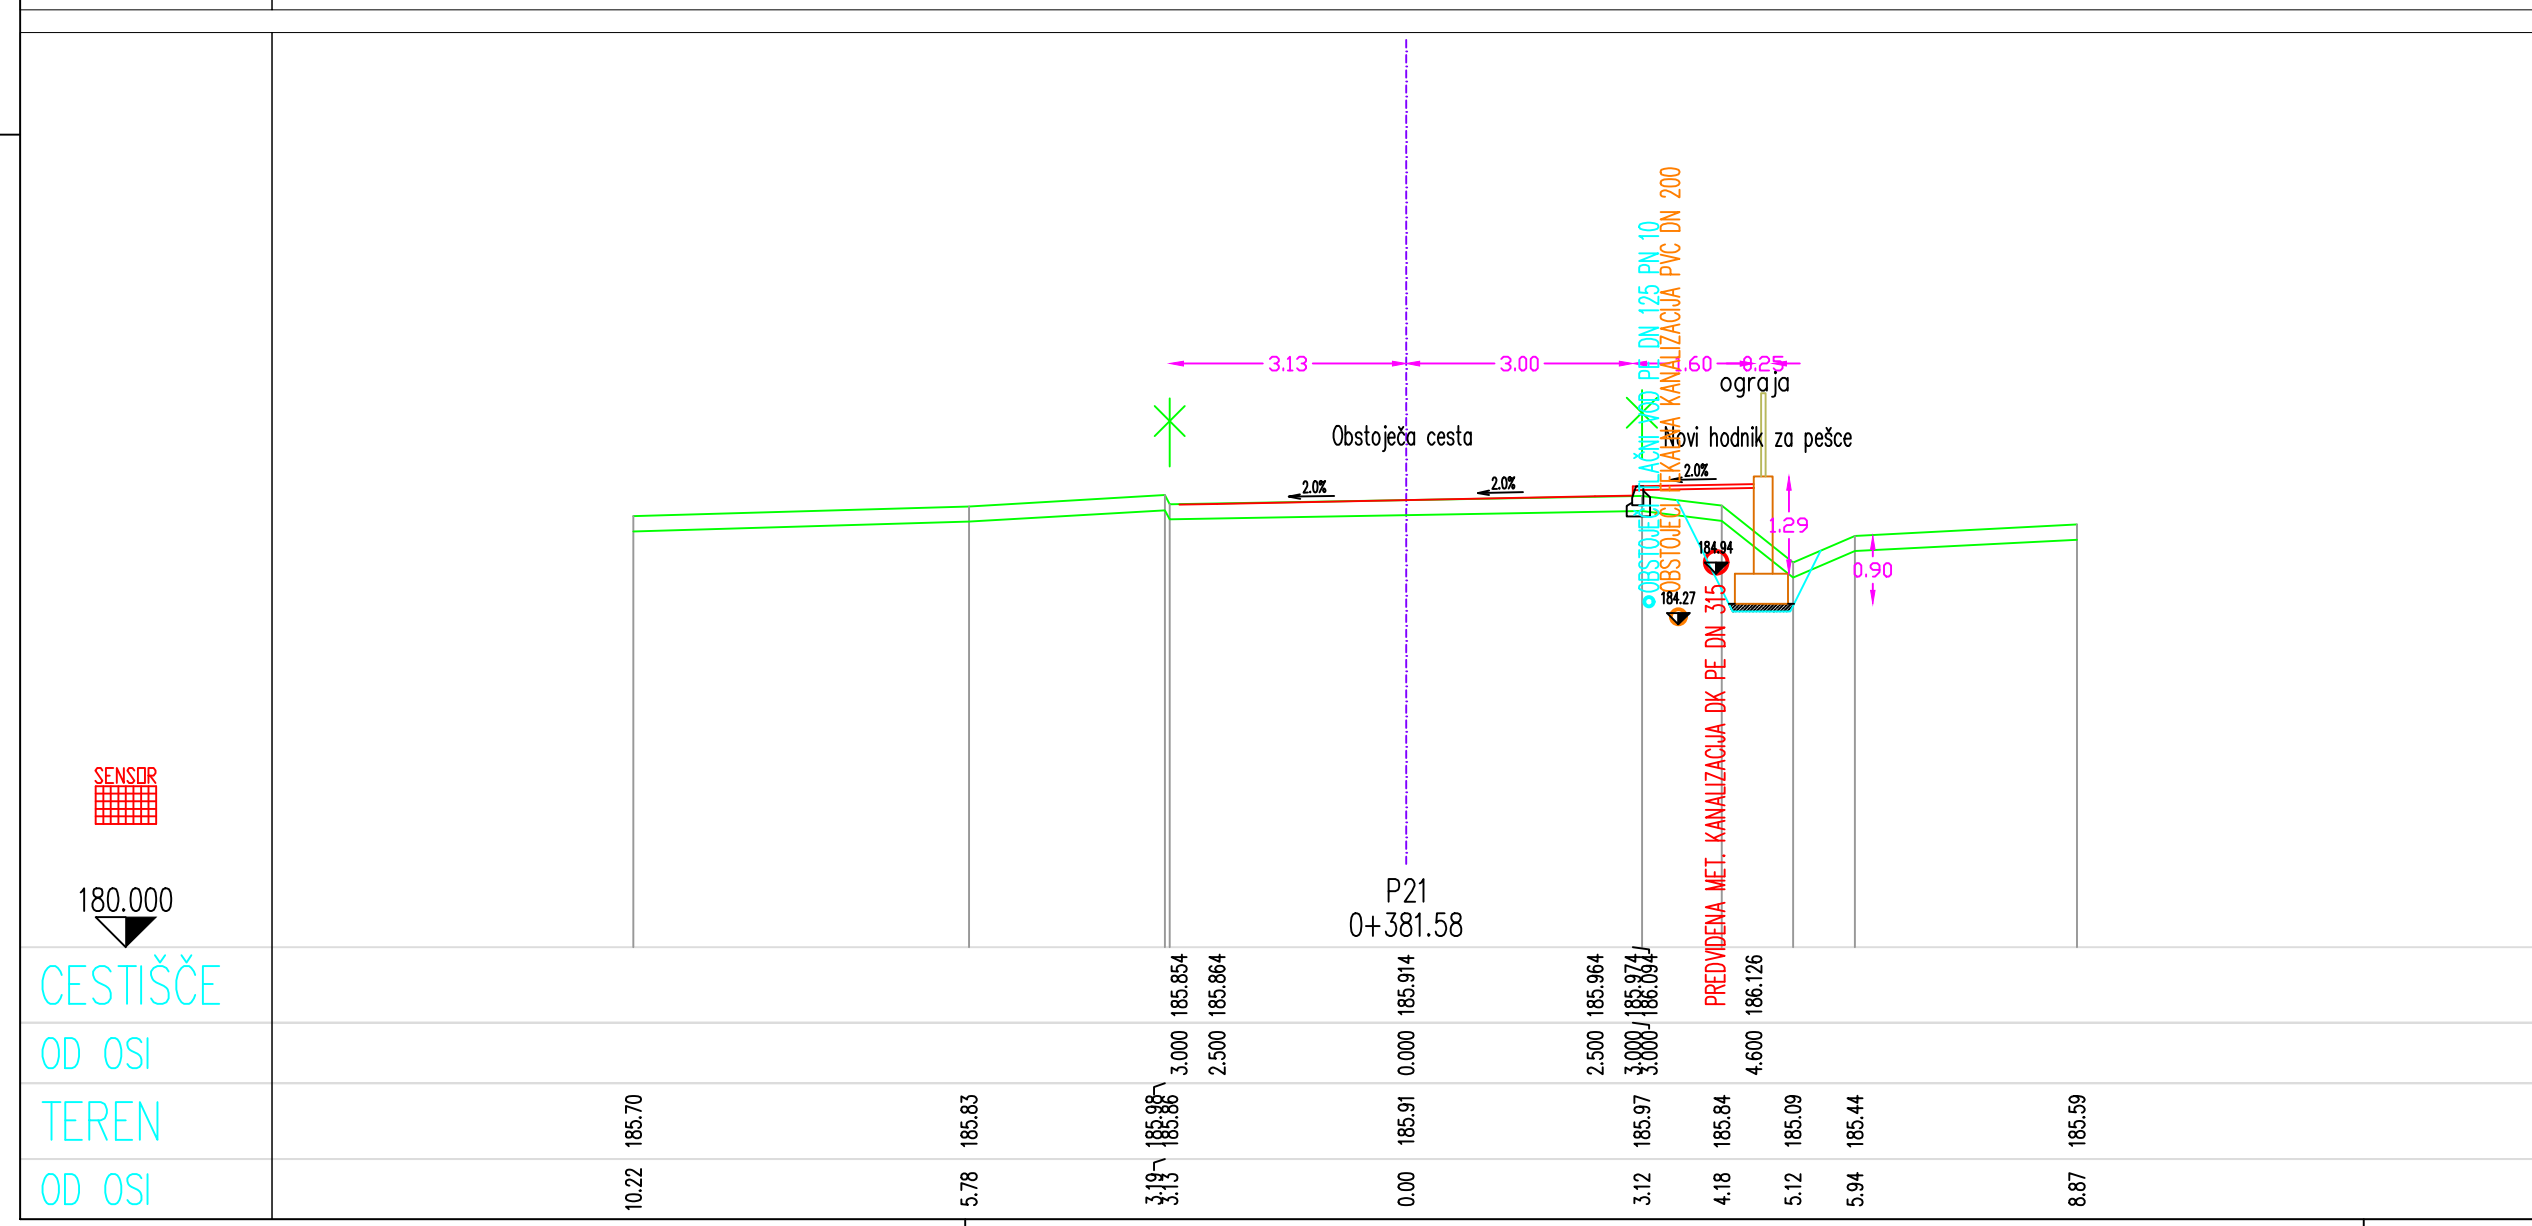 OBSTOJEČI TLAČNI VOD PE DN 125 PN 10
OBSTOJEČA FEKALNA KANALIZACIJA PVC DN 200
3.13
3.00
1.60
0.25
ograja
Obstoječa cesta
Novi hodnik za pešce
2.0%
2.0%
2.0%
1.29
184.94
0.90
184.27
PREDVIDENA MET. KANALIZACIJA DK PE DN 315
SENSOR
180.000
P21
0+381.58
CESTIŠČE 185.854 185.864 185.914 185.964 185.974 186.094 186.126
OD OSI 3.000 2.500 0.000 2.500 3.000 3.000 4.600
TEREN 185.70 185.83 185.98 185.86 185.91 185.97 185.84 185.09 185.44 185.59
OD OSI 10.22 5.78 3.19 3.13 0.00 3.12 4.18 5.12 5.94 8.87